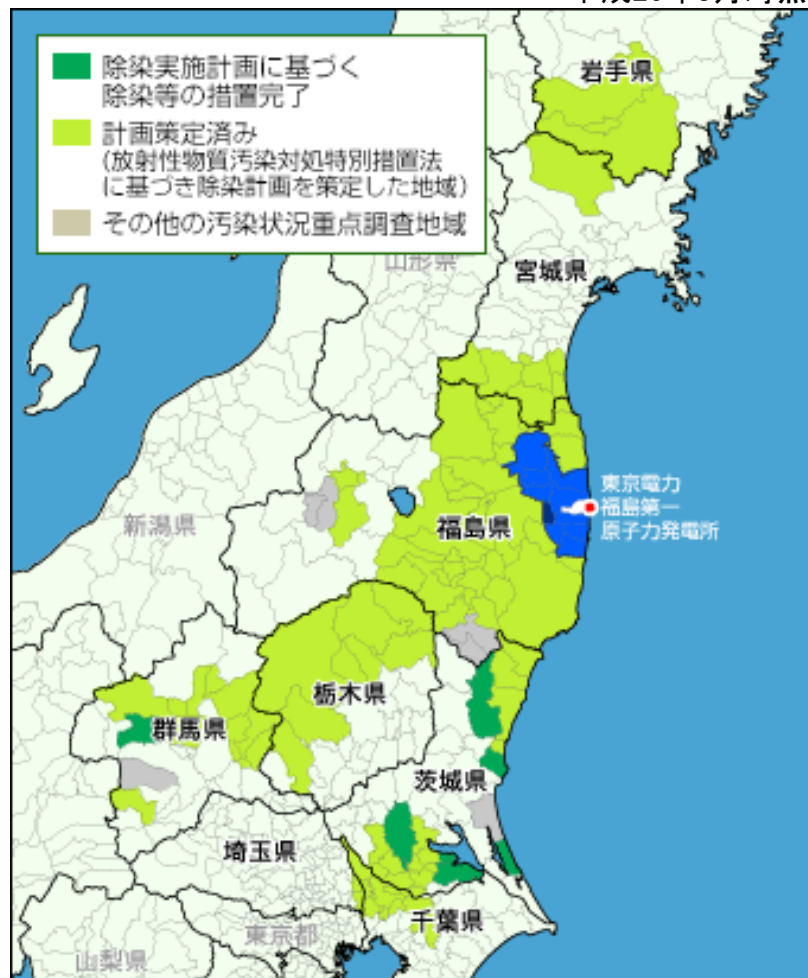 除染実施計画に基づく
除染等の措置完了
計画策定済み
(放射性物質汚染対処特別措置法
に基づき除染計画を策定した地域)
その他の汚染状況重点調査地域
岩手県
山形県
宮城県
新潟県
福島県
東京電力
福島第一
原子力発電所
栃木県
群馬県
茨城県
埼玉県
千葉県
東京都
山梨県